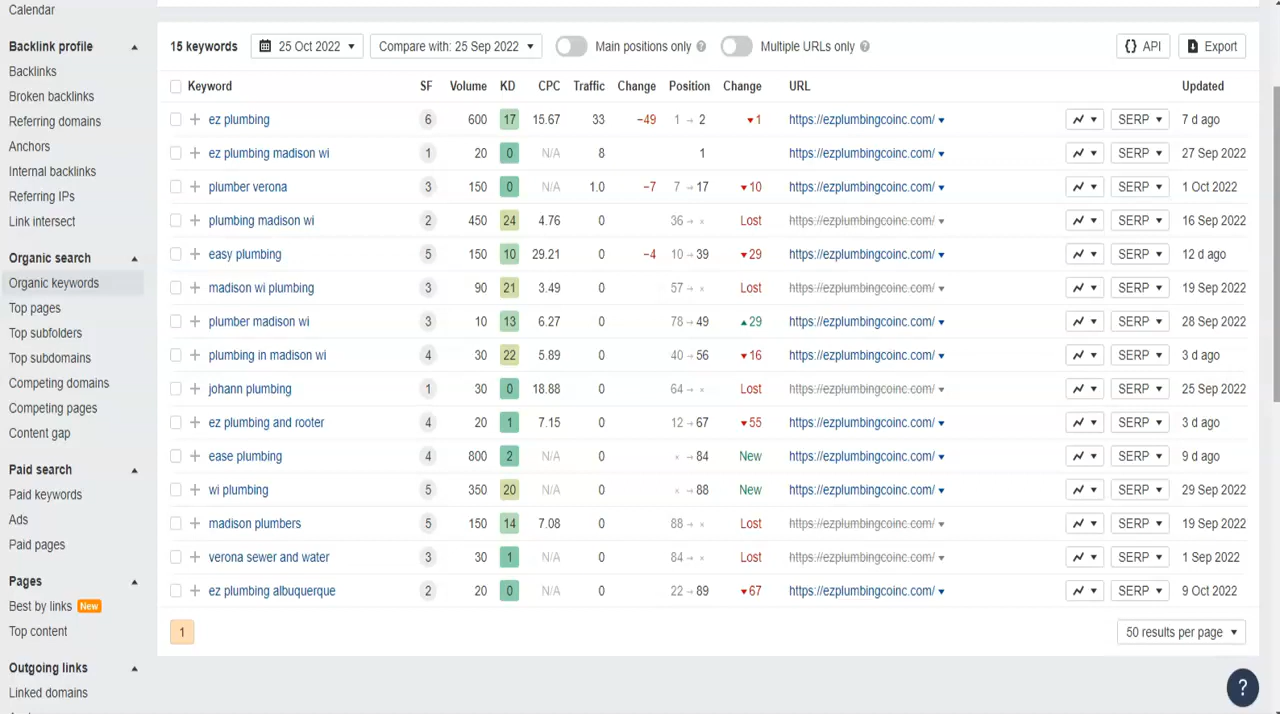 Calendar
Backlink profile
Backlinks
Broken backlinks
Referring domains
Anchors
Internal backlinks
Referring IPs
Link intersect
Organic search
Organic keywords
Top pages
Top subfolders
Top subdomains
Competing domains
Competing pages
Content gap
Paid search
Paid keywords
Ads
Paid pages
Pages
Best by links New
Top content
Outgoing links
Linked domains
15 keywords 25 Oct 2022 Compare with: 25 Sep 2022 Main positions only ? Multiple URLs only ? {} API Export
Keyword SF Volume KD CPC Traffic Change Position Change URL Updated
ez plumbing 6 600 17 15.67 33 −49 1 → 2 ▼1 https://ezplumbingcoinc.com/ SERP 7 d ago
ez plumbing madison wi 1 20 0 N/A 8 1 https://ezplumbingcoinc.com/ SERP 27 Sep 2022
plumber verona 3 150 0 N/A 1.0 −7 7 → 17 ▼10 https://ezplumbingcoinc.com/ SERP 1 Oct 2022
plumbing madison wi 2 450 24 4.76 0 36 → × Lost https://ezplumbingcoinc.com/ SERP 16 Sep 2022
easy plumbing 5 150 10 29.21 0 −4 10 → 39 ▼29 https://ezplumbingcoinc.com/ SERP 12 d ago
madison wi plumbing 3 90 21 3.49 0 57 → × Lost https://ezplumbingcoinc.com/ SERP 19 Sep 2022
plumber madison wi 3 10 13 6.27 0 78 → 49 ▲29 https://ezplumbingcoinc.com/ SERP 28 Sep 2022
plumbing in madison wi 4 30 22 5.89 0 40 → 56 ▼16 https://ezplumbingcoinc.com/ SERP 3 d ago
johann plumbing 1 30 0 18.88 0 64 → × Lost https://ezplumbingcoinc.com/ SERP 25 Sep 2022
ez plumbing and rooter 4 20 1 7.15 0 12 → 67 ▼55 https://ezplumbingcoinc.com/ SERP 3 d ago
ease plumbing 4 800 2 N/A 0 × → 84 New https://ezplumbingcoinc.com/ SERP 9 d ago
wi plumbing 5 350 20 N/A 0 × → 88 New https://ezplumbingcoinc.com/ SERP 29 Sep 2022
madison plumbers 5 150 14 7.08 0 88 → × Lost https://ezplumbingcoinc.com/ SERP 19 Sep 2022
verona sewer and water 3 30 1 N/A 0 84 → × Lost https://ezplumbingcoinc.com/ SERP 1 Sep 2022
ez plumbing albuquerque 2 20 0 N/A 0 22 → 89 ▼67 https://ezplumbingcoinc.com/ SERP 9 Oct 2022
1 50 results per page
?